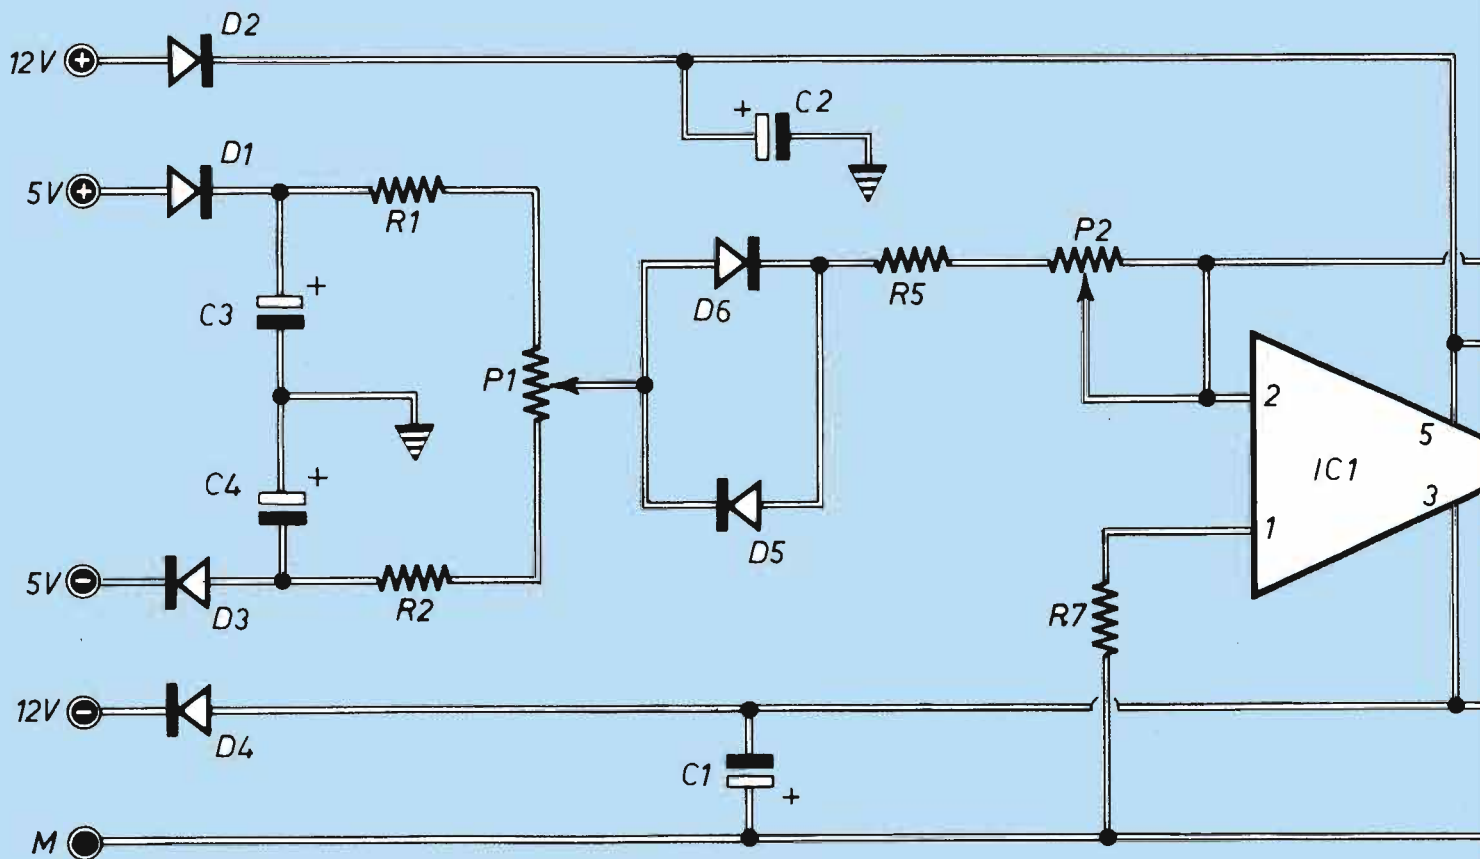 D2
12V +
+ C2
D1
5V +
R1
P2
D6
R5
C3 +
P1
2
5
IC1
C4 +
3
1
D5
5V -
D3
R2
R7
12V -
D4
C1 +
M